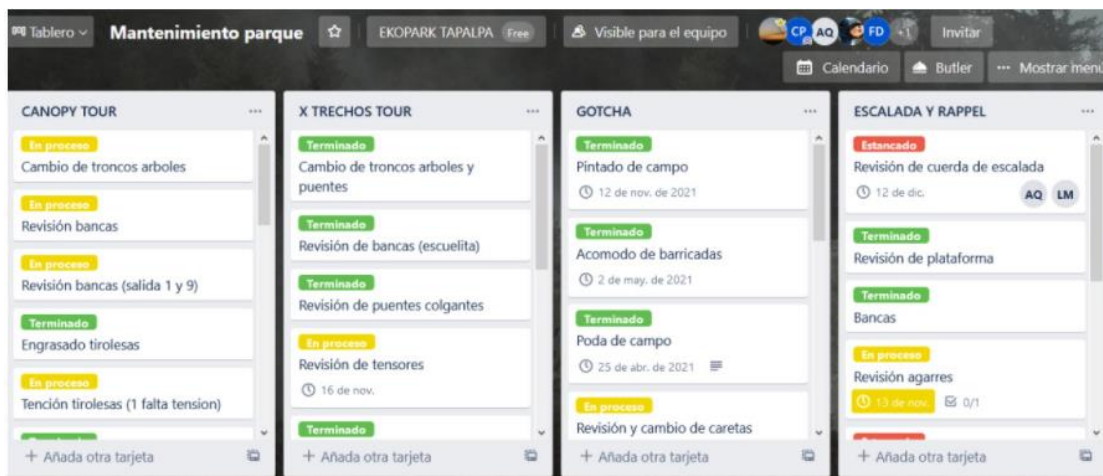 Tablero
Mantenimiento parque
EKOPARK TAPALPA Free
Visible para el equipo
CP AQ FD +1
Invitar
Calendario
Butler
... Mostrar menú
CANOPY TOUR
En proceso
Cambio de troncos arboles
En proceso
Revisión bancas
En proceso
Revisión bancas (salida 1 y 9)
Terminado
Engrasado tirolesas
En proceso
Tención tirolesas (1 falta tension)
+ Añada otra tarjeta
X TRECHOS TOUR
Terminado
Cambio de troncos arboles y
puentes
Terminado
Revisión de bancas (escuelita)
Terminado
Revisión de puentes colgantes
En proceso
Revisión de tensores
16 de nov.
Terminado
+ Añada otra tarjeta
GOTCHA
Terminado
Pintado de campo
12 de nov. de 2021
Terminado
Acomodo de barricadas
2 de may. de 2021
Terminado
Poda de campo
25 de abr. de 2021
En proceso
Revisión y cambio de caretas
+ Añada otra tarjeta
ESCALADA Y RAPPEL
Estancado
Revisión de cuerda de escalada
12 de dic.
AQ LM
Terminado
Revisión de plataforma
Terminado
Bancas
En proceso
Revisión agarres
13 de nov. 0/1
+ Añada otra tarjeta